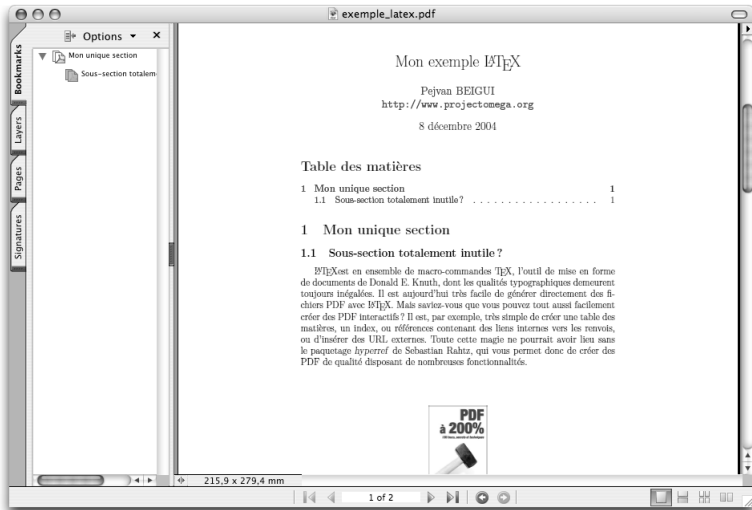 exemple_latex.pdf
Options
Bookmarks
Layers
Pages
Signatures
Mon unique section
Sous-section totalem
Mon exemple LATEX
Pejvan BEIGUI
http://www.projectomega.org
8 décembre 2004
Table des matières
1 Mon unique section 1
1.1 Sous-section totalement inutile ? . . . . . . . . . . . . . . . . . . 1
1 Mon unique section
1.1 Sous-section totalement inutile ?
LATEXest en ensemble de macro-commandes TEX, l'outil de mise en forme
de documents de Donald E. Knuth, dont les qualités typographiques demeurent
toujours inégalées. Il est aujourd'hui très facile de générer directement des fi-
chiers PDF avec LATEX. Mais saviez-vous que vous pouvez tout aussi facilement
créer des PDF interactifs ? Il est, par exemple, très simple de créer une table des
matières, un index, ou références contenant des liens internes vers les renvois,
ou d'insérer des URL externes. Toute cette magie ne pourrait avoir lieu sans
le paquetage hyperref de Sebastian Rahtz, qui vous permet donc de créer des
PDF de qualité disposant de nombreuses fonctionnalités.
PDF
à 200%
215,9 x 279,4 mm
1 of 2